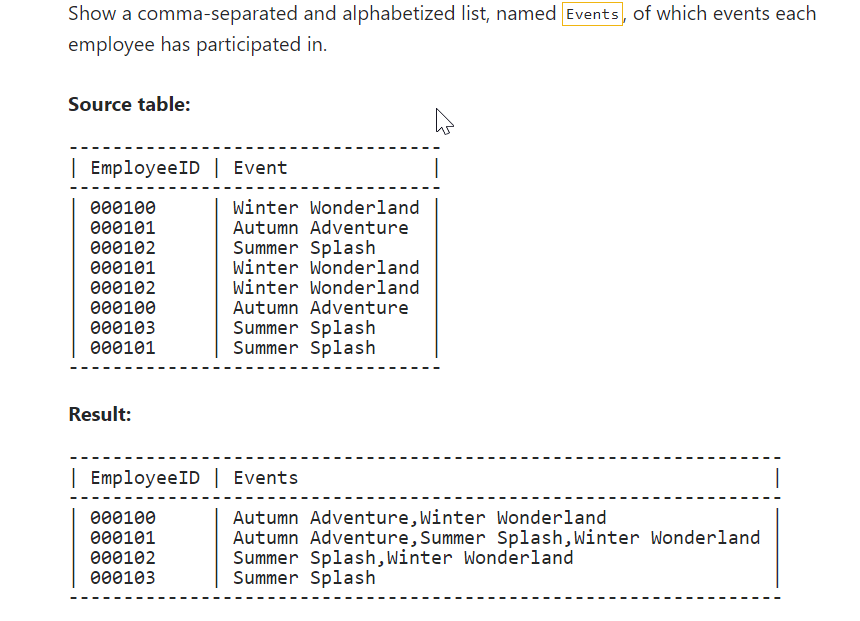 Show a comma-separated and alphabetized list, named Events, of which events each
employee has participated in.
Source table:
----------------------------------
| EmployeeID | Event             |
----------------------------------
| 000100     | Winter Wonderland |
| 000101     | Autumn Adventure  |
| 000102     | Summer Splash     |
| 000101     | Winter Wonderland |
| 000102     | Winter Wonderland |
| 000100     | Autumn Adventure  |
| 000103     | Summer Splash     |
| 000101     | Summer Splash     |
----------------------------------
Result:
-----------------------------------------------------------------
| EmployeeID | Events                                           |
-----------------------------------------------------------------
| 000100     | Autumn Adventure,Winter Wonderland               |
| 000101     | Autumn Adventure,Summer Splash,Winter Wonderland |
| 000102     | Summer Splash,Winter Wonderland                  |
| 000103     | Summer Splash                                    |
-----------------------------------------------------------------